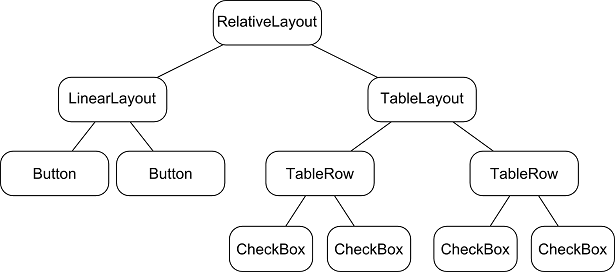 RelativeLayout
LinearLayout
TableLayout
Button
Button
TableRow
TableRow
CheckBox
CheckBox
CheckBox
CheckBox